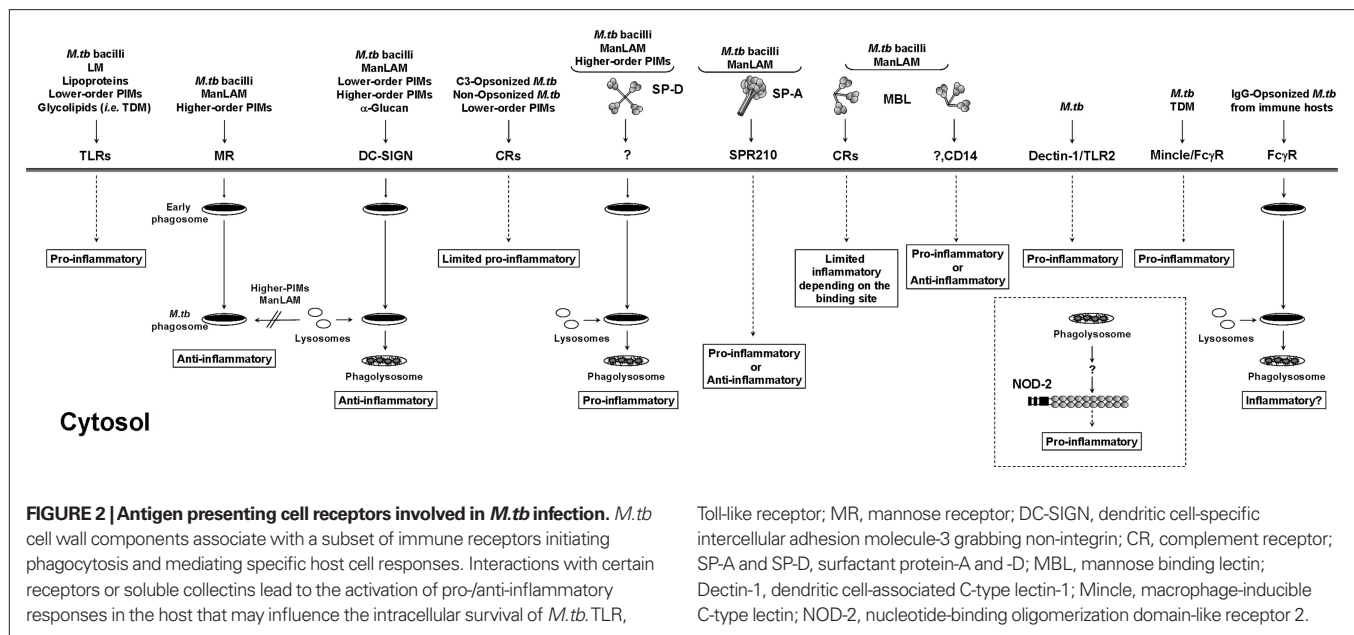 M.tb bacilli
LM
Lipoproteins
Lower-order PIMs
Glycolipids (i.e. TDM)
TLRs
Pro-inflammatory
M.tb bacilli
ManLAM
Higher-order PIMs
MR
Early
phagosome
Higher-PIMs
ManLAM
M.tb
phagosome
Anti-inflammatory
Lysosomes
M.tb bacilli
ManLAM
Lower-order PIMs
Higher-order PIMs
α-Glucan
DC-SIGN
Phagolysosome
Anti-inflammatory
C3-Opsonized M.tb
Non-Opsonized M.tb
Lower-order PIMs
CRs
Limited pro-inflammatory
M.tb bacilli
ManLAM
Higher-order PIMs
SP-D
?
Lysosomes
Phagolysosome
Pro-inflammatory
M.tb bacilli
ManLAM
SP-A
SPR210
Pro-inflammatory
or
Anti-inflammatory
M.tb bacilli
ManLAM
MBL
CRs
Limited
inflammatory
depending on the
binding site
?,CD14
Pro-inflammatory
or
Anti-inflammatory
M.tb
Dectin-1/TLR2
Pro-inflammatory
M.tb
TDM
Mincle/FcγR
Pro-inflammatory
Phagolysosome
?
NOD-2
Pro-inflammatory
IgG-Opsonized M.tb
from immune hosts
FcγR
Lysosomes
Phagolysosome
Inflammatory?
Cytosol
FIGURE 2 | Antigen presenting cell receptors involved in M.tb infection. M.tb
cell wall components associate with a subset of immune receptors initiating
phagocytosis and mediating specific host cell responses. Interactions with certain
receptors or soluble collectins lead to the activation of pro-/anti-inflammatory
responses in the host that may influence the intracellular survival of M.tb. TLR,
Toll-like receptor; MR, mannose receptor; DC-SIGN, dendritic cell-specific
intercellular adhesion molecule-3 grabbing non-integrin; CR, complement receptor;
SP-A and SP-D, surfactant protein-A and -D; MBL, mannose binding lectin;
Dectin-1, dendritic cell-associated C-type lectin-1; Mincle, macrophage-inducible
C-type lectin; NOD-2, nucleotide-binding oligomerization domain-like receptor 2.